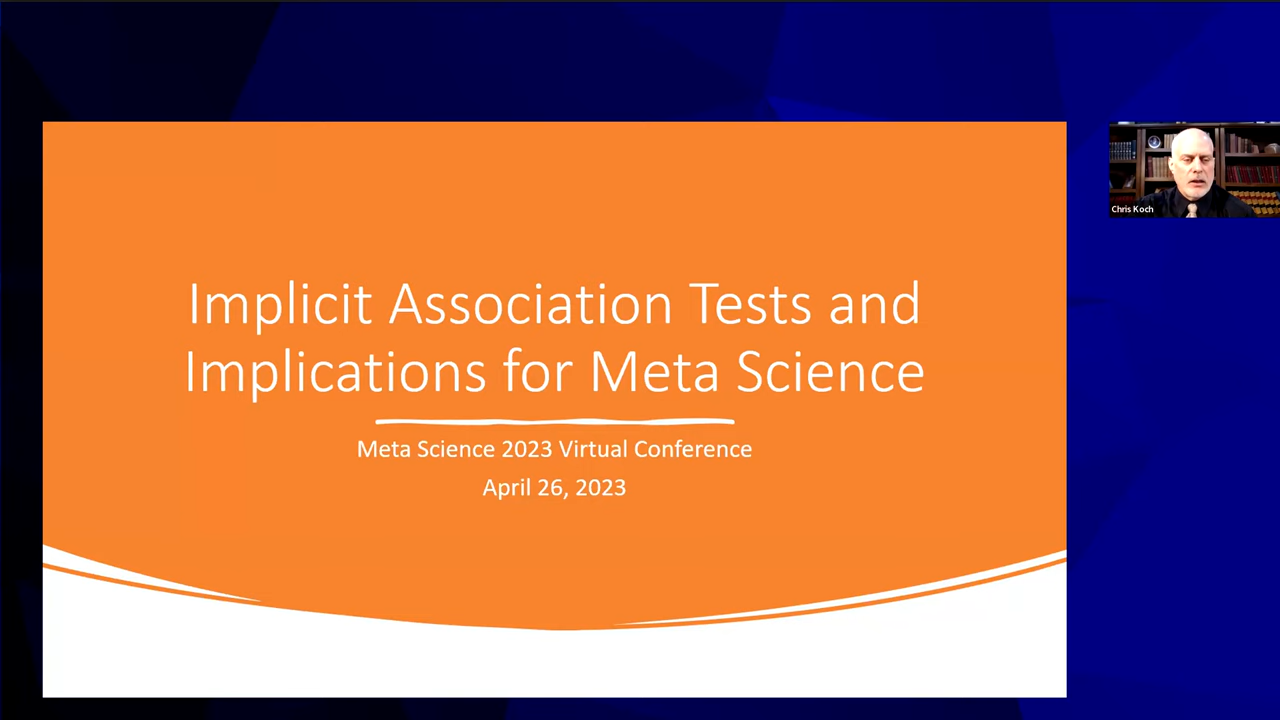 Implicit Association Tests and
Implications for Meta Science
Meta Science 2023 Virtual Conference
April 26, 2023
Chris Koch